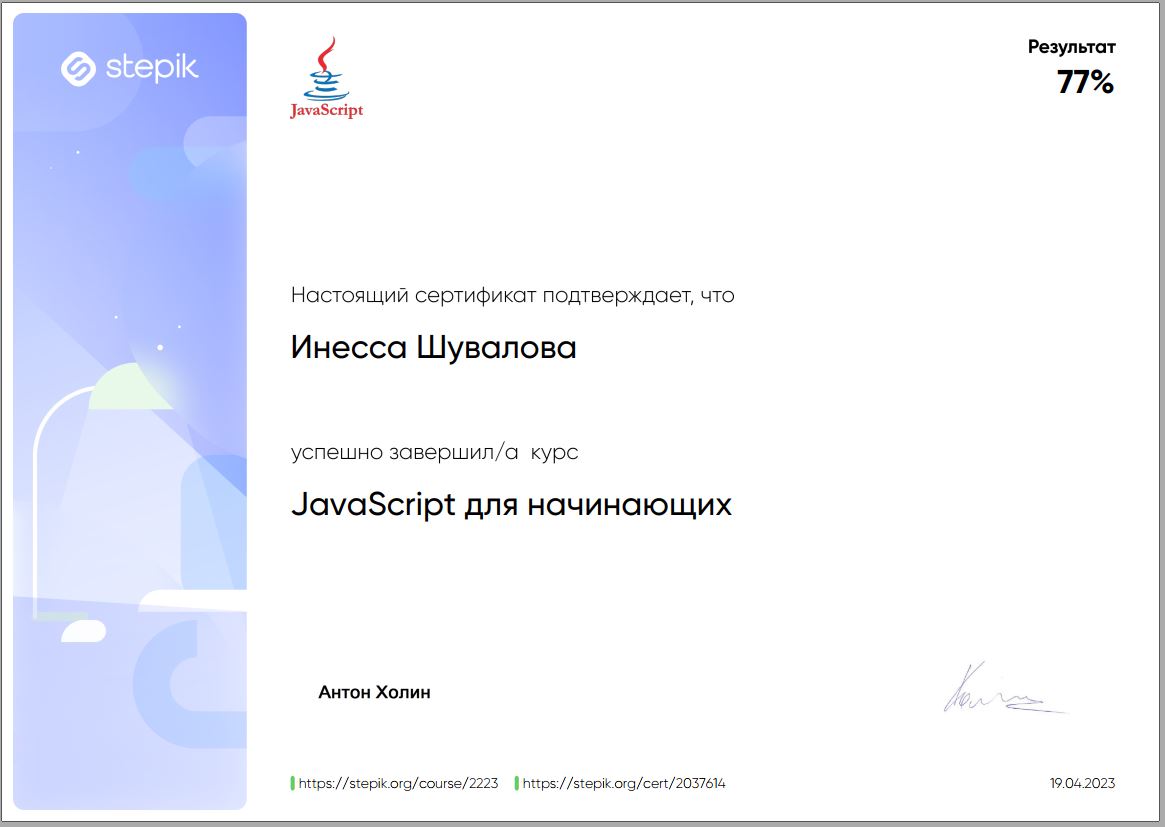 stepik
JavaScript
Результат
77%
Настоящий сертификат подтверждает, что
Инесса Шувалова
успешно завершил/а курс
JavaScript для начинающих
Антон Холин
https://stepik.org/course/2223 https://stepik.org/cert/2037614
19.04.2023